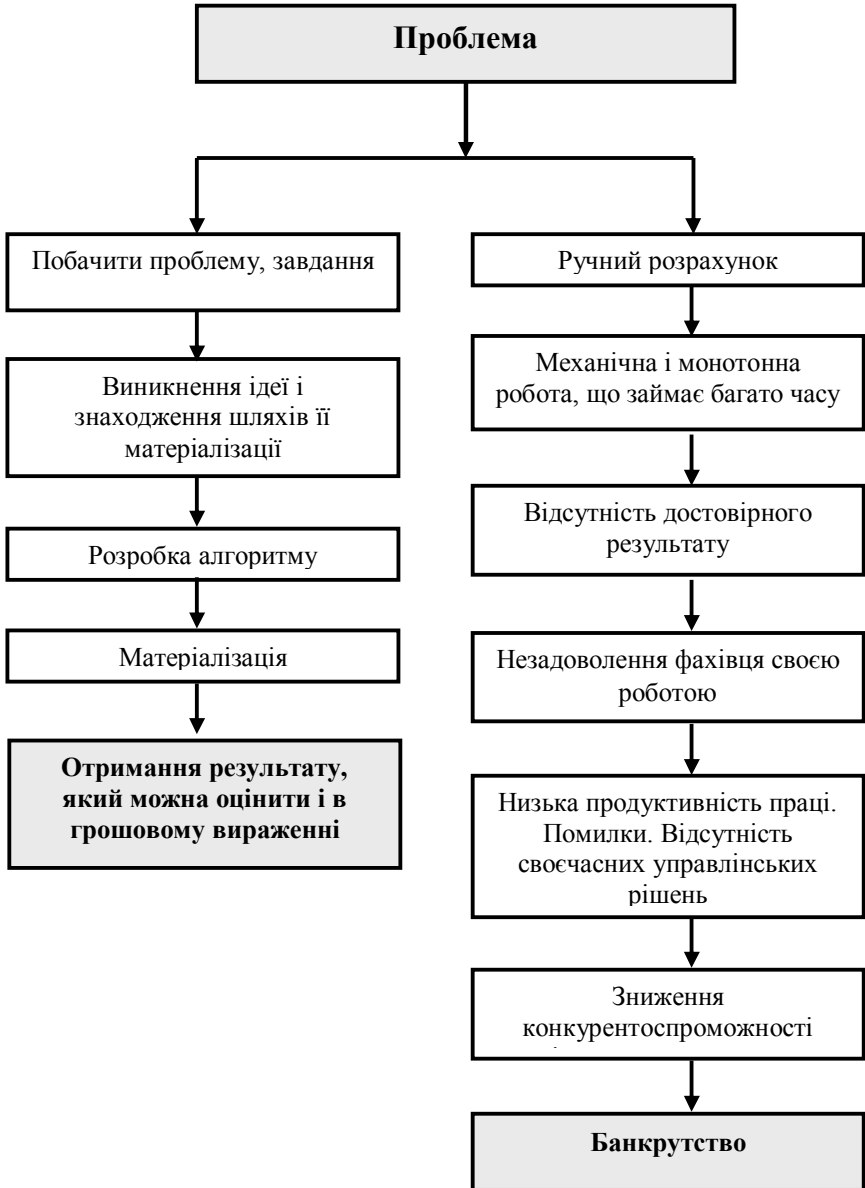 Проблема
Побачити проблему, завдання
Виникнення ідеї і
знаходження шляхів її
матеріалізації
Розробка алгоритму
Матеріалізація
Отримання результату,
який можна оцінити і в
грошовому вираженні
Ручний розрахунок
Механічна і монотонна
робота, що займає багато часу
Відсутність достовірного
результату
Незадоволення фахівця своєю
роботою
Низька продуктивність праці.
Помилки. Відсутність
своєчасних управлінських
рішень
Зниження
конкурентоспроможності
Банкрутство